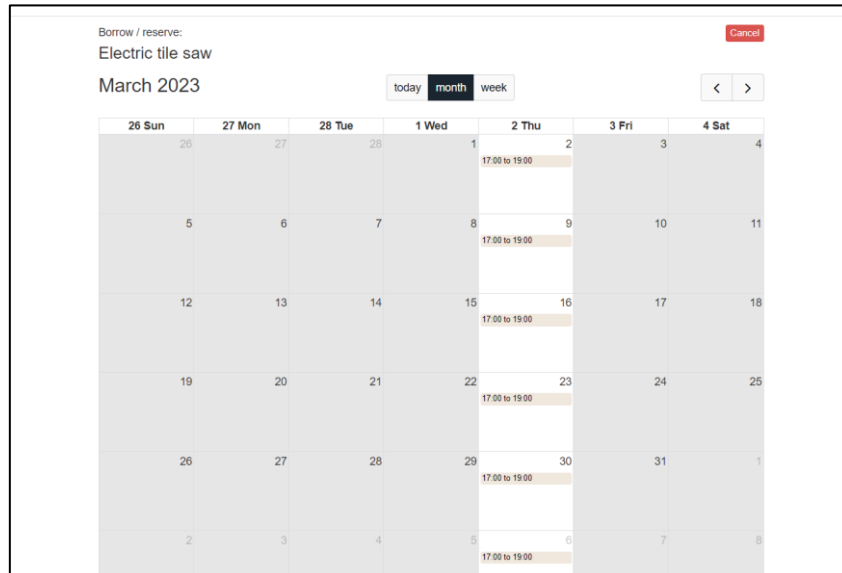 Borrow / reserve:
Cancel
Electric tile saw
March 2023
today month week
< >
26 Sun 27 Mon 28 Tue 1 Wed 2 Thu 3 Fri 4 Sat
26 27 28 1 2 3 4
17:00 to 19:00
5 6 7 8 9 10 11
17:00 to 19:00
12 13 14 15 16 17 18
17:00 to 19:00
19 20 21 22 23 24 25
17:00 to 19:00
26 27 28 29 30 31 1
17:00 to 19:00
2 3 4 5 6 7 8
17:00 to 19:00